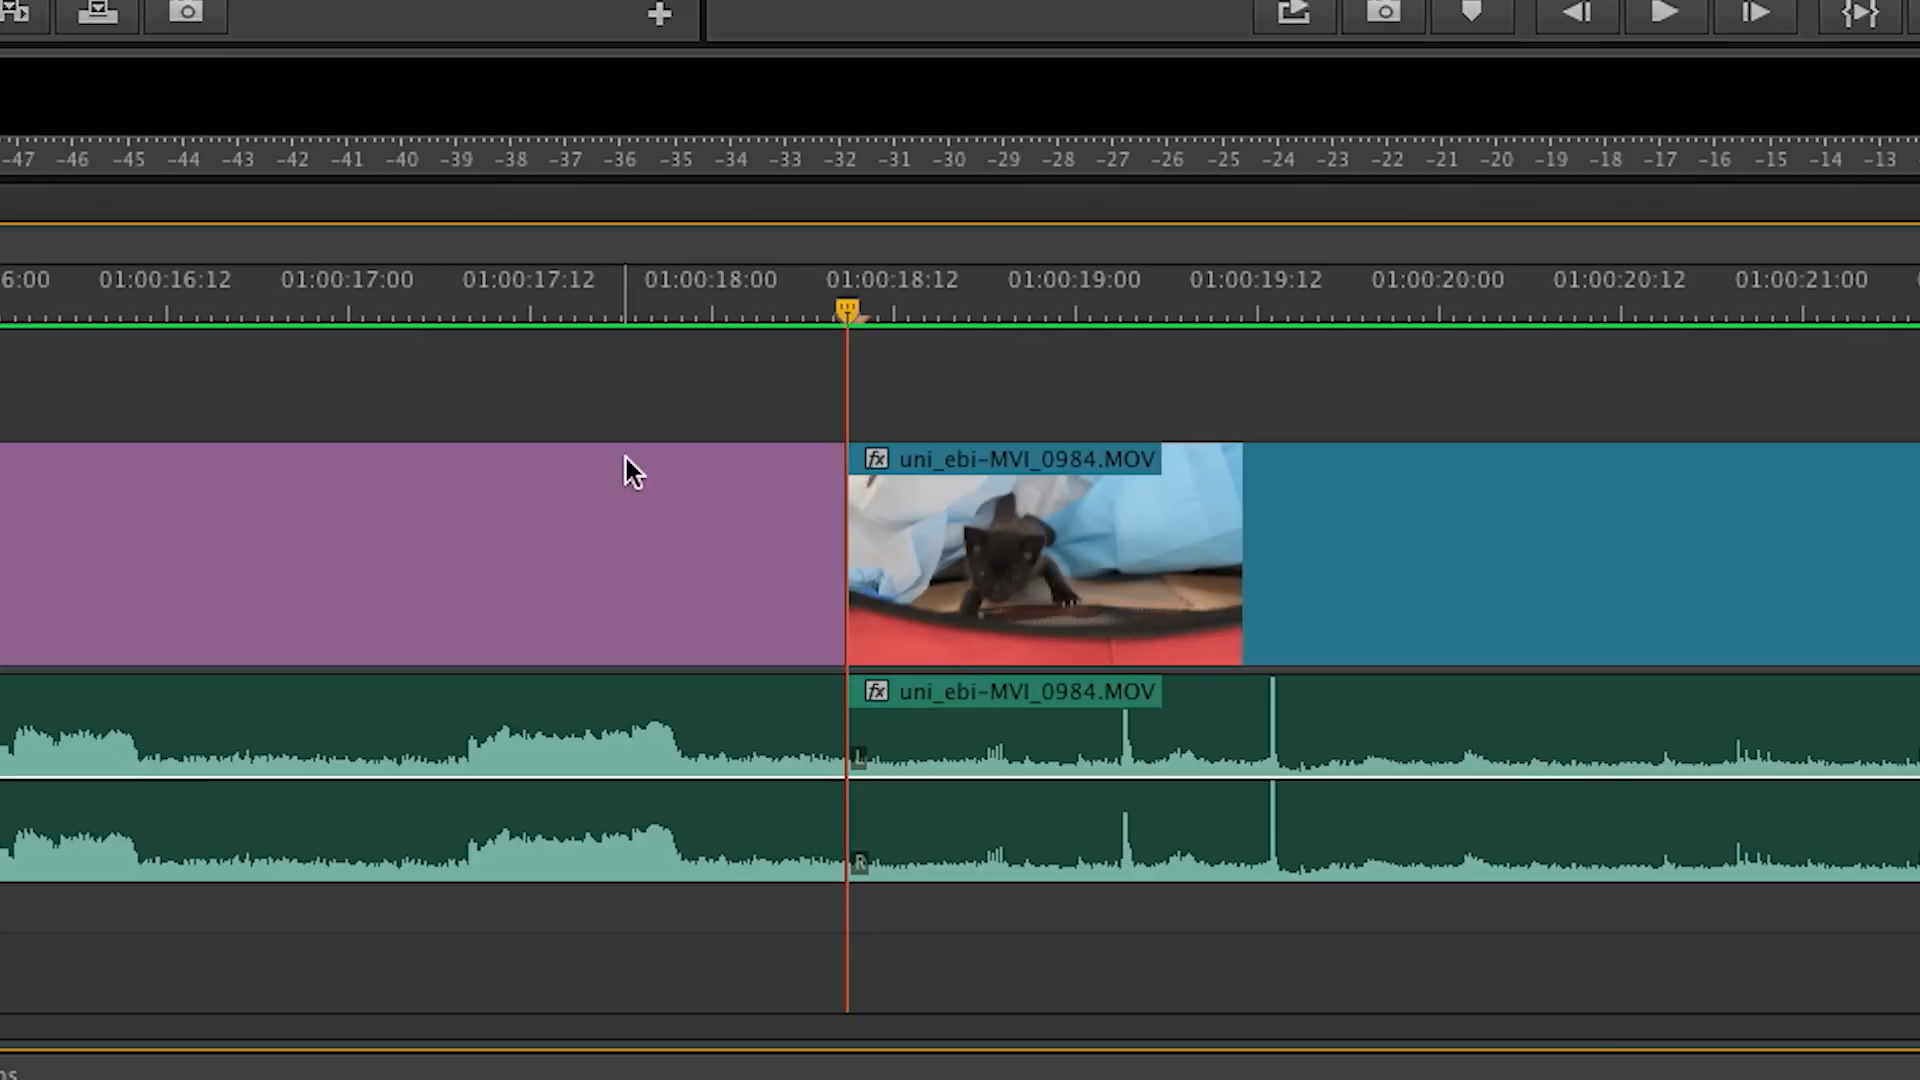 -47 -46 -45 -44 -43 -42 -41 -40 -39 -38 -37 -36 -35 -34 -33 -32 -31 -30 -29 -28 -27 -26 -25 -24 -23 -22 -21 -20 -19 -18 -17 -16 -15 -14 -13
6:00 01:00:16:12 01:00:17:00 01:00:17:12 01:00:18:00 01:00:18:12 01:00:19:00 01:00:19:12 01:00:20:00 01:00:20:12 01:00:21:00
fx uni_ebi-MVI_0984.MOV
fx uni_ebi-MVI_0984.MOV
L
R